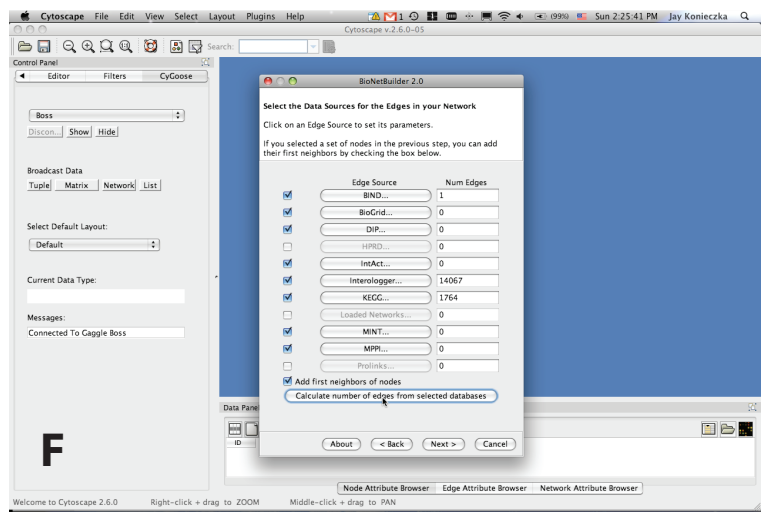 Cytoscape File Edit View Select Layout Plugins Help 1 (99%) Sun 2:25:41 PM Jay Konieczka
Cytoscape v.2.6.0-05
Search:
Control Panel
Editor Filters CyGoose
Boss
Discon... Show Hide
Broadcast Data
Tuple Matrix Network List
Select Default Layout:
Default
Current Data Type:
Messages:
Connected To Gaggle Boss
BioNetBuilder 2.0
Select the Data Sources for the Edges in your Network
Click on an Edge Source to set its parameters.
If you selected a set of nodes in the previous step, you can add
their first neighbors by checking the box below.
Edge Source Num Edges
BIND... 1
BioGrid... 0
DIP... 0
HPRD... 0
IntAct... 0
Interologger... 14067
KEGG... 1764
Loaded Networks... 0
MINT... 0
MPPI... 0
Prolinks... 0
Add first neighbors of nodes
Calculate number of edges from selected databases
About < Back Next > Cancel
Data Pane
ID
F
Node Attribute Browser Edge Attribute Browser Network Attribute Browser
Welcome to Cytoscape 2.6.0 Right-click + drag to ZOOM Middle-click + drag to PAN